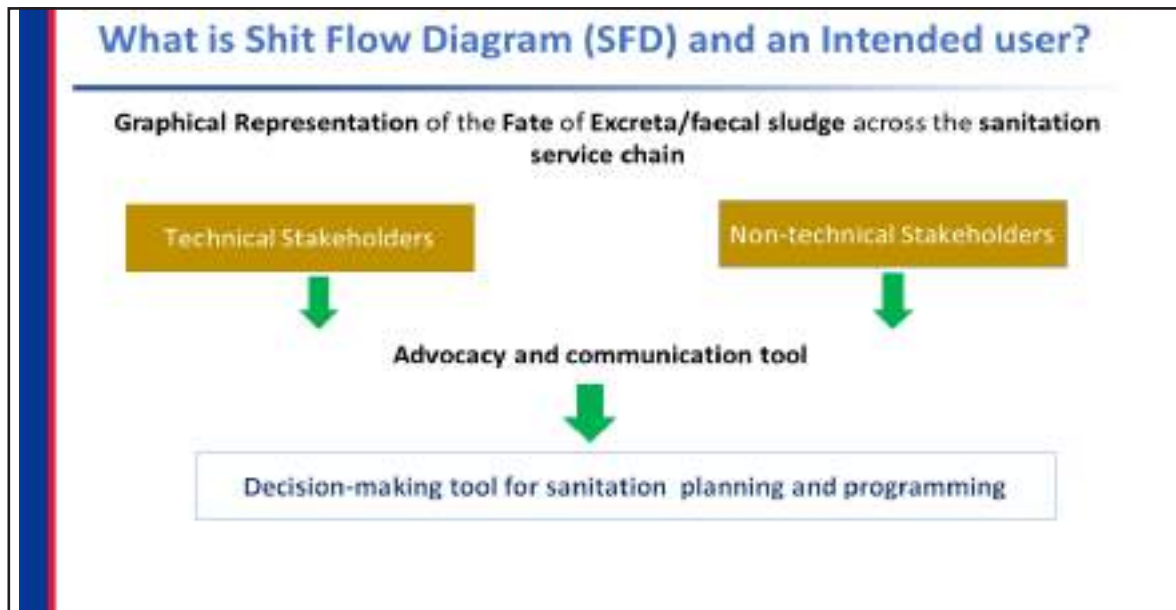 What is Shit Flow Diagram (SFD) and an Intended user?
Graphical Representation of the Fate of Excreta/faecal sludge across the sanitation
service chain
Technical Stakeholders
Non-technical Stakeholders
Advocacy and communication tool
Decision-making tool for sanitation planning and programming